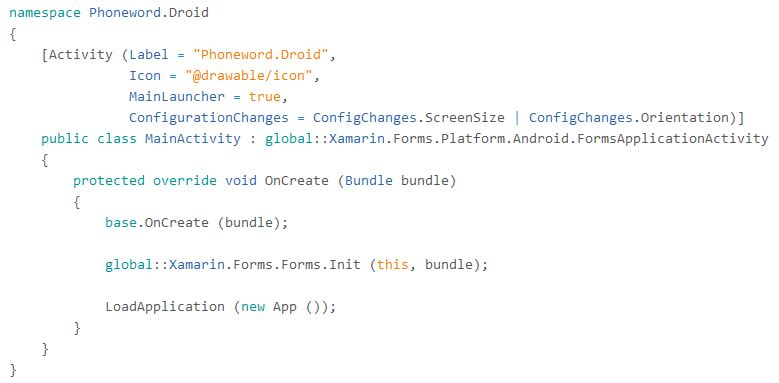 namespace Phoneword.Droid
{
    [Activity (Label = "Phoneword.Droid",
               Icon = "@drawable/icon",
               MainLauncher = true,
               ConfigurationChanges = ConfigChanges.ScreenSize | ConfigChanges.Orientation)]
    public class MainActivity : global::Xamarin.Forms.Platform.Android.FormsApplicationActivity
    {
        protected override void OnCreate (Bundle bundle)
        {
            base.OnCreate (bundle);

            global::Xamarin.Forms.Forms.Init (this, bundle);

            LoadApplication (new App ());
        }
    }
}